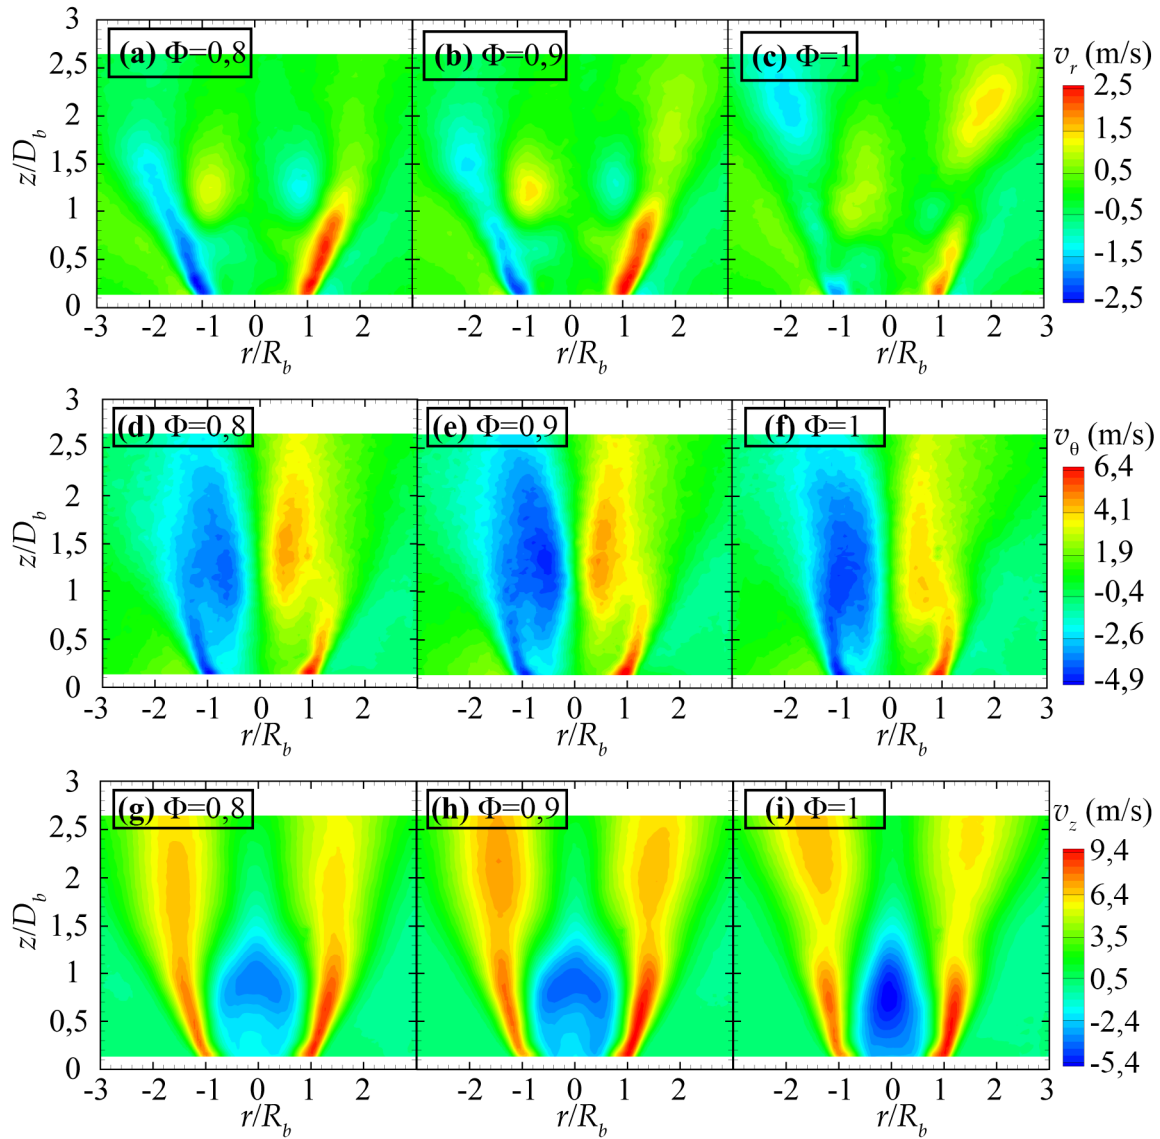 3
2,5
2
1,5
1
0,5
0
z/D_b
(a) Φ=0,8
(b) Φ=0,9
(c) Φ=1
v_r (m/s)
2,5
1,5
0,5
-0,5
-1,5
-2,5
-3 -2 -1 0 1 2 -2 -1 0 1 2 -2 -1 0 1 2 3
r/R_b r/R_b r/R_b
3
2,5
2
1,5
1
0,5
0
z/D_b
(d) Φ=0,8
(e) Φ=0,9
(f) Φ=1
v_θ (m/s)
6,4
4,1
1,9
-0,4
-2,6
-4,9
-3 -2 -1 0 1 2 -2 -1 0 1 2 -2 -1 0 1 2 3
r/R_b r/R_b r/R_b
3
2,5
2
1,5
1
0,5
0
z/D_b
(g) Φ=0,8
(h) Φ=0,9
(i) Φ=1
v_z (m/s)
9,4
6,4
3,5
0,5
-2,4
-5,4
-3 -2 -1 0 1 2 -2 -1 0 1 2 -2 -1 0 1 2 3
r/R_b r/R_b r/R_b